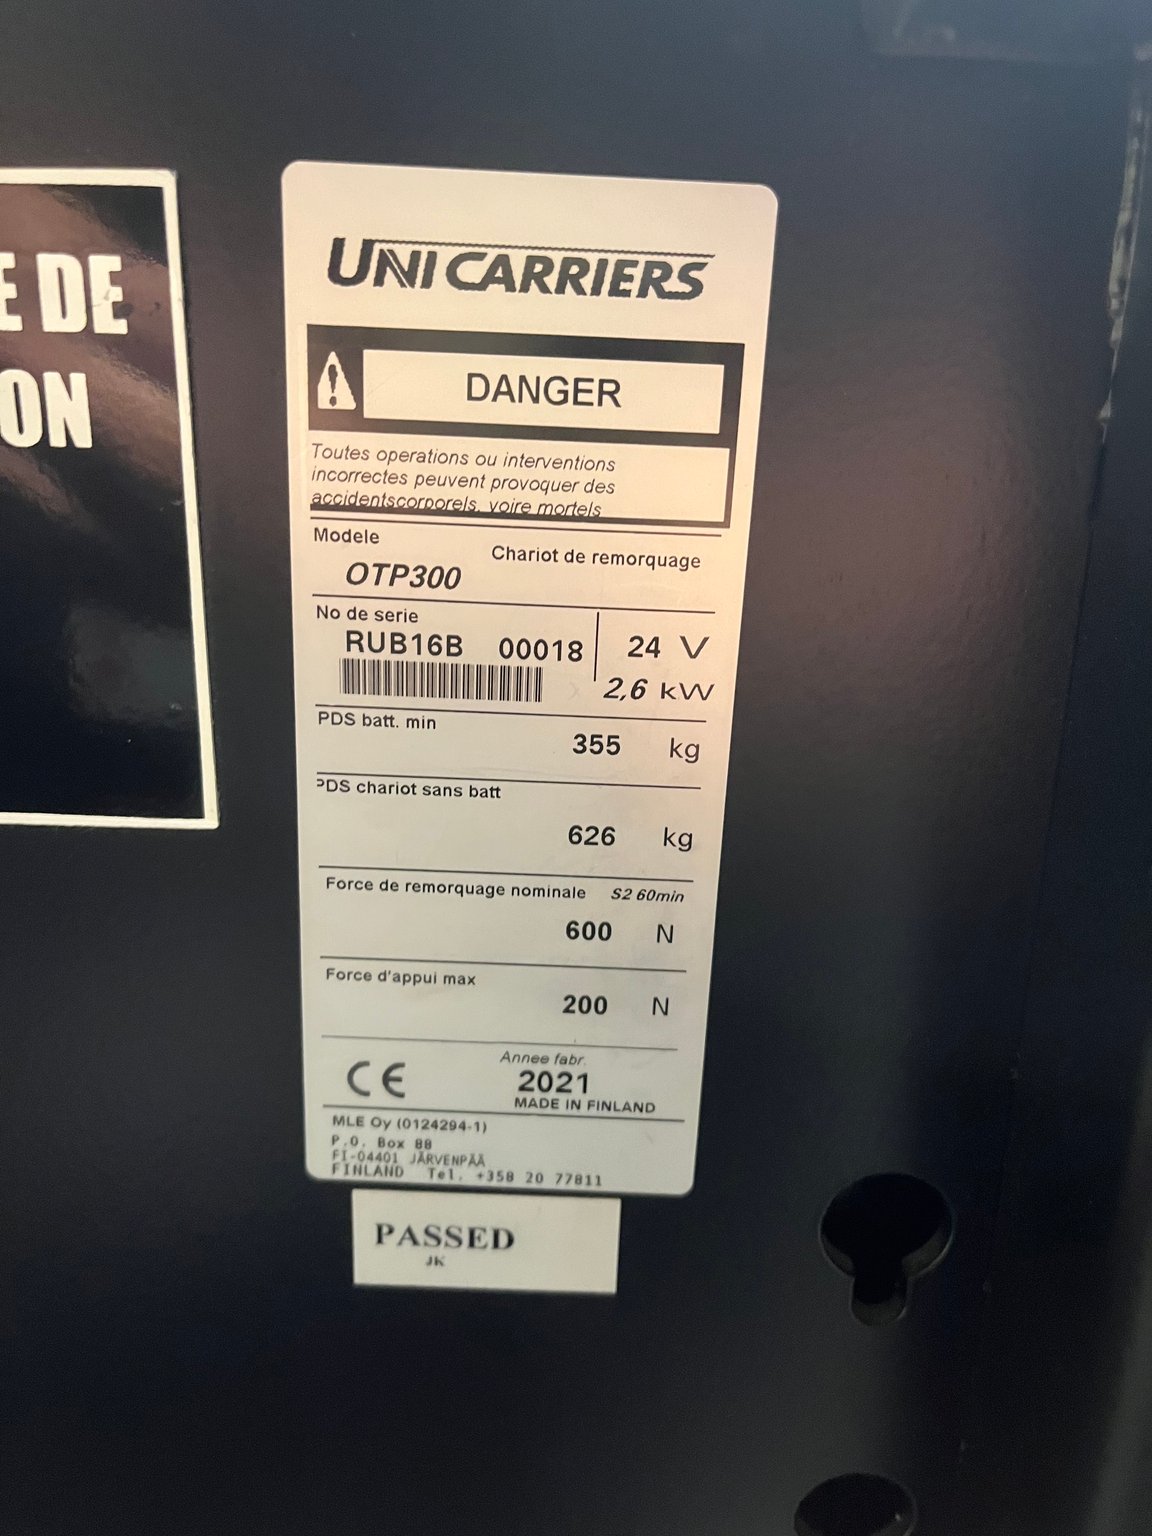 E DE
ON
UNICARRIERS
DANGER
Toutes operations ou interventions
incorrectes peuvent provoquer des
accidentscorporels, voire mortels
Modele
Chariot de remorquage
OTP300
No de serie
RUB16B 00018
24 V
2,6 kW
PDS batt. min
355 kg
PDS chariot sans batt
626 kg
Force de remorquage nominale S2 60min
600 N
Force d'appui max
200 N
CE
Annee fabr.
2021
MADE IN FINLAND
MLE Oy (0124294-1)
P.O. Box 88
FI-04401 JÄRVENPÄÄ
FINLAND Tel. +358 20 77811
PASSED
JK